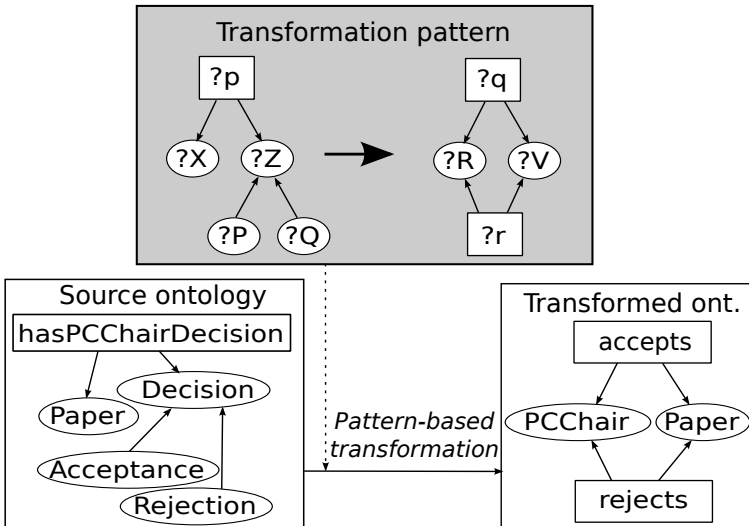 Transformation pattern
?p
?q
?X
?Z
?R
?V
?P
?Q
?r
Source ontology
hasPCChairDecision
Decision
Paper
Acceptance
Rejection
Pattern-based
transformation
Transformed ont.
accepts
PCChair
Paper
rejects